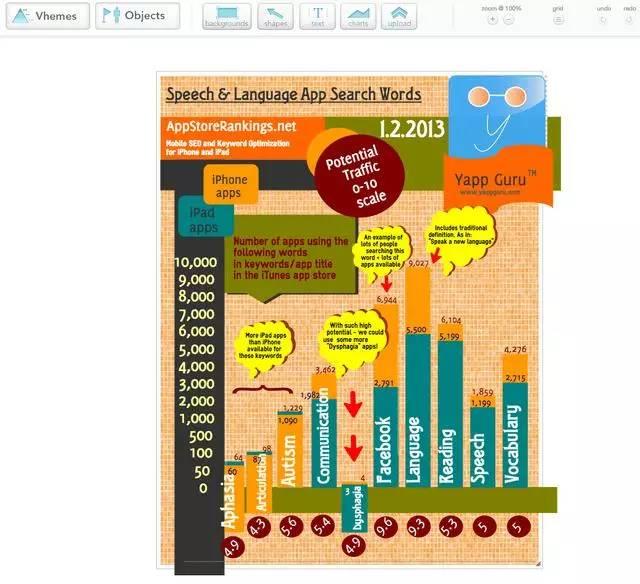 Vhemes
Objects
backgrounds
shapes
text
charts
upload
zoom @ 100%
grid
undo
redo
Speech & Language App Search Words
AppStoreRankings.net
Mobile SEO and Keyword Optimization
for iPhone and iPad
1.2.2013
Potential
Traffic
0-10
scale
Yapp Guru™
www.yappguru.com
iPhone
apps
iPad
apps
Number of apps using the
following words
in keywords/app title
in the iTunes app store
An example of
lots of people
searching this
word + lots of
apps available
Includes traditional
definition. As in:
"Speak a new language"
More iPad apps
than iPhone
available for
these keywords
With such high
potential - we could
use some more
"Dysphagia" apps!
10,000
9,000
8,000
7,000
6,000
5,000
4,000
3,000
2,000
1,000
500
100
50
0
64
60
Aphasia
4.9
98
87
Articulation
4.3
1,229
1,090
Autism
5.6
3,462
1,982
Communication
5.4
4
3
Dysphagia
4.9
6,944
2,791
Facebook
9.6
9,027
5,500
Language
9.3
6,104
5,199
Reading
5.3
1,859
1,199
Speech
5
4,276
2,715
Vocabulary
5